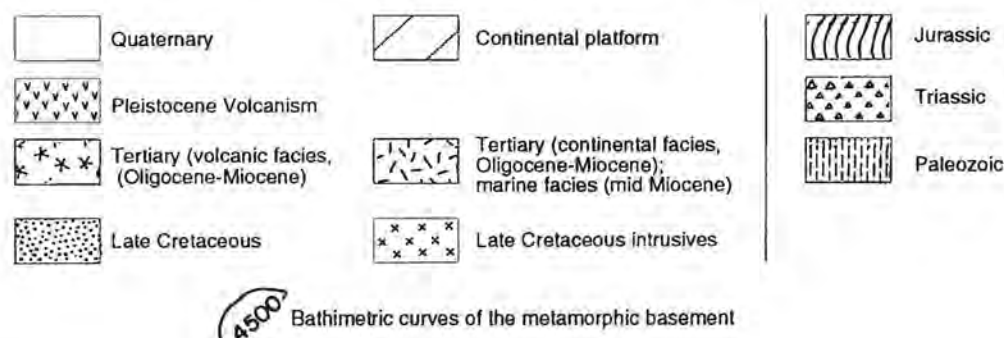 Quaternary
Continental platform
Jurassic
Pleistocene Volcanism
Triassic
Tertiary (volcanic facies,
(Oligocene-Miocene)
Tertiary (continental facies,
Oligocene-Miocene);
marine facies (mid Miocene)
Paleozoic
Late Cretaceous
Late Cretaceous intrusives
4500
Bathimetric curves of the metamorphic basement